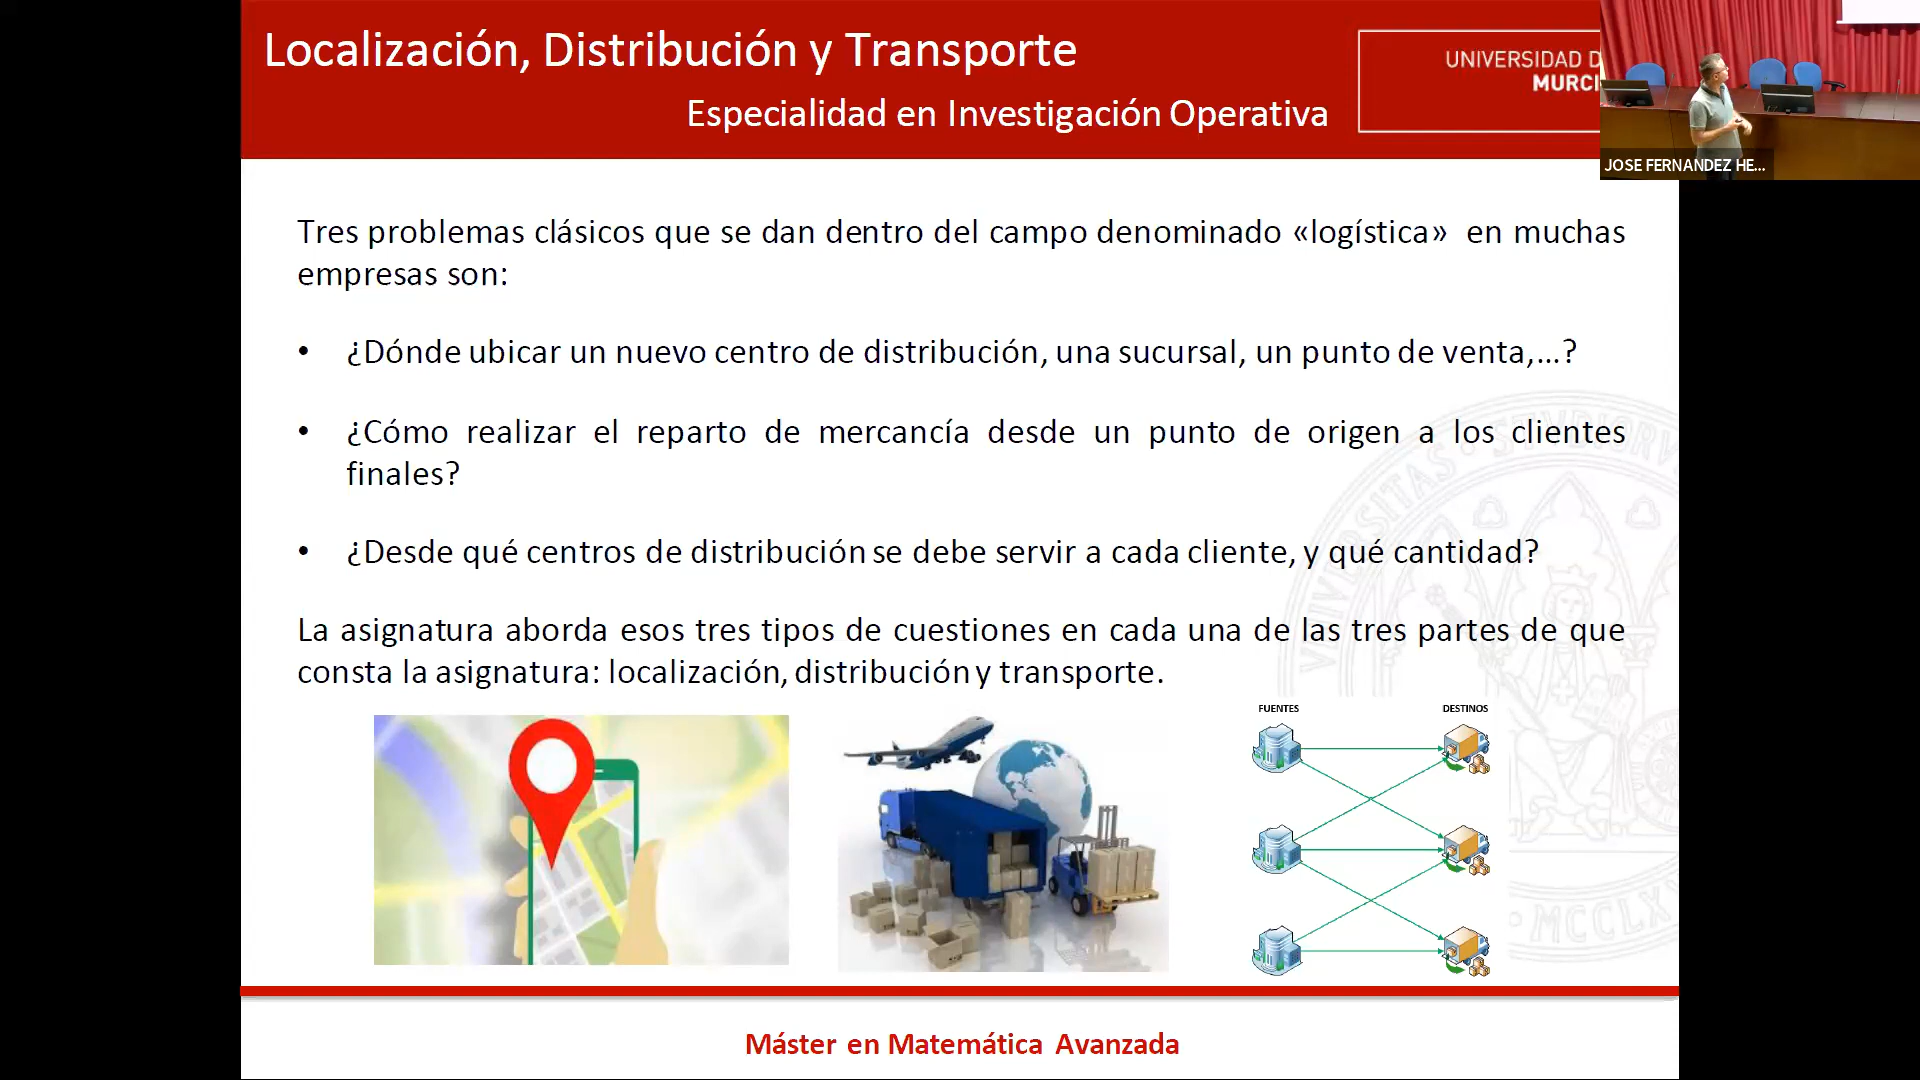 Localización, Distribución y Transporte
Especialidad en Investigación Operativa
UNIVERSIDAD D
MURCI
JOSE FERNANDEZ HE...
Tres problemas clásicos que se dan dentro del campo denominado «logística» en muchas
empresas son:
• ¿Dónde ubicar un nuevo centro de distribución, una sucursal, un punto de venta,...?
• ¿Cómo realizar el reparto de mercancía desde un punto de origen a los clientes
finales?
• ¿Desde qué centros de distribución se debe servir a cada cliente, y qué cantidad?
La asignatura aborda esos tres tipos de cuestiones en cada una de las tres partes de que
consta la asignatura: localización, distribución y transporte.
FUENTES
DESTINOS
Máster en Matemática Avanzada